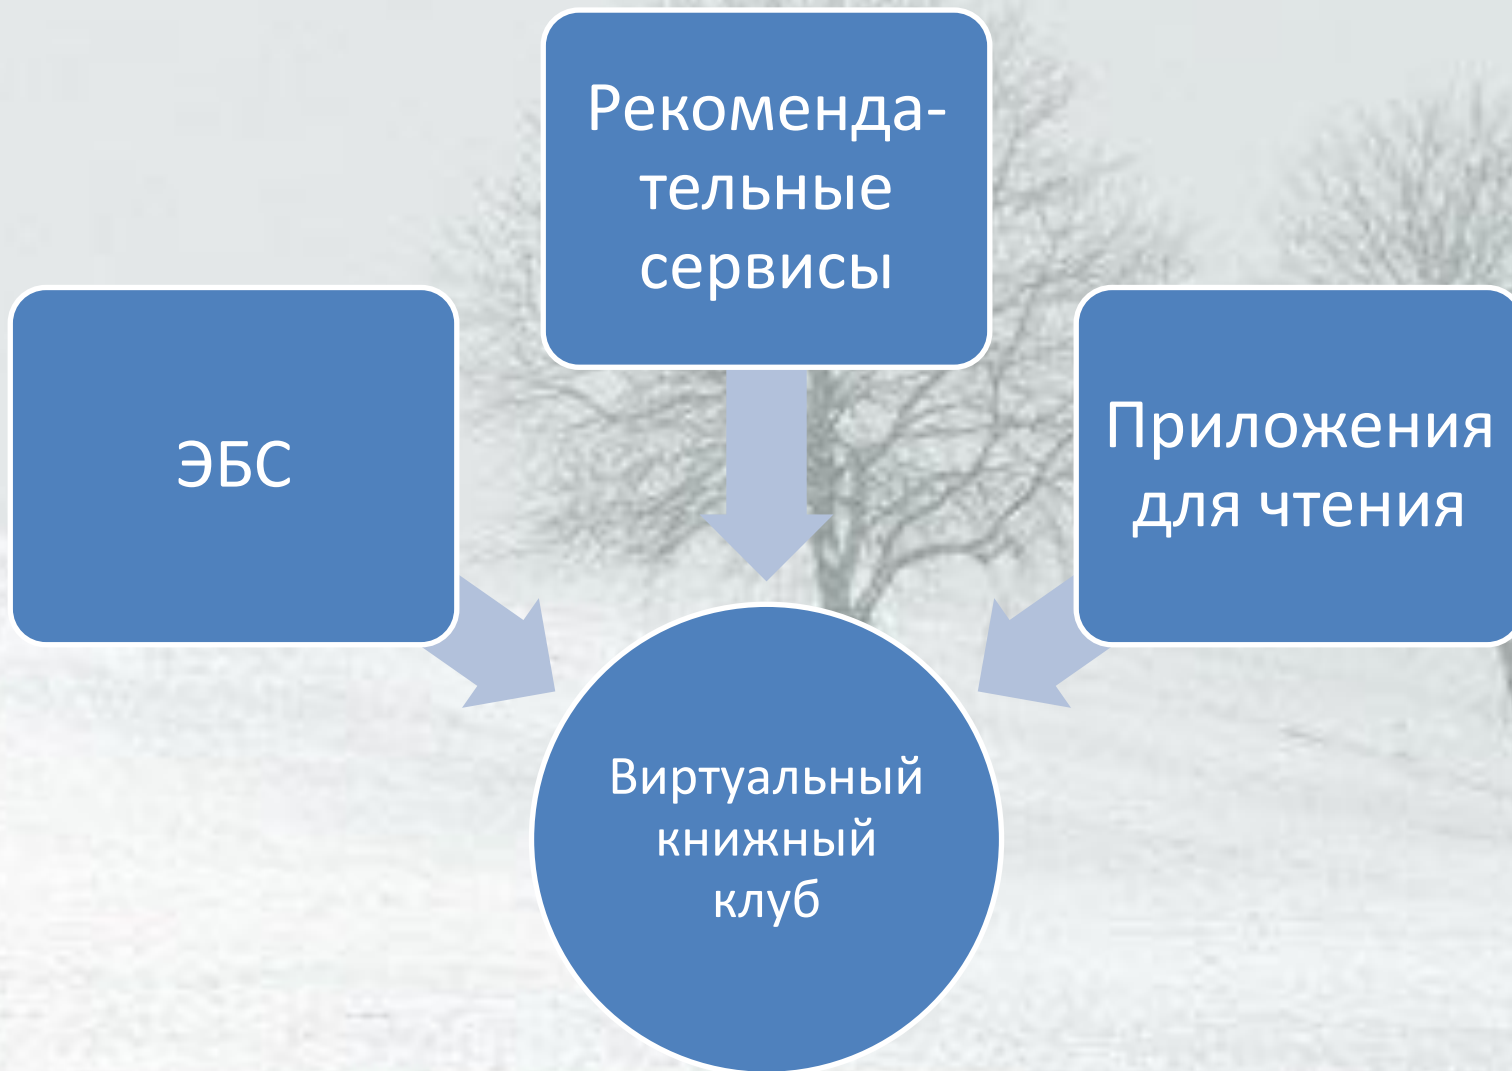 Рекоменда-
тельные
сервисы
ЭБС
Приложения
для чтения
Виртуальный
книжный
клуб